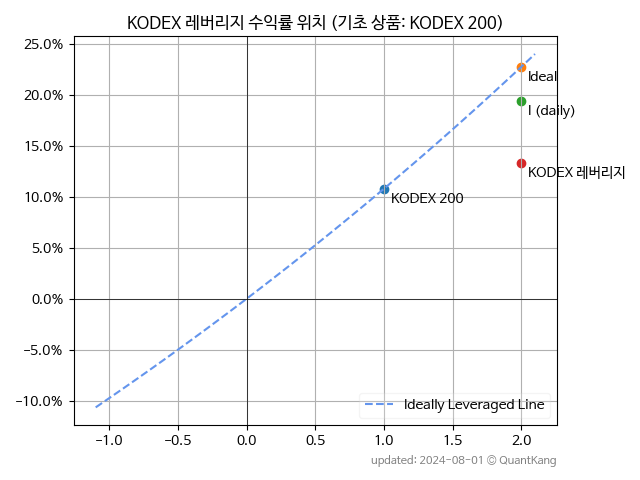 KODEX 레버리지 수익률 위치 (기초 상품: KODEX 200)
25.0%
20.0%
15.0%
10.0%
5.0%
0.0%
−5.0%
−10.0%
Ideal
I (daily)
KODEX 레버리지
KODEX 200
Ideally Leveraged Line
−1.0 −0.5 0.0 0.5 1.0 1.5 2.0
updated: 2024-08-01 © QuantKang